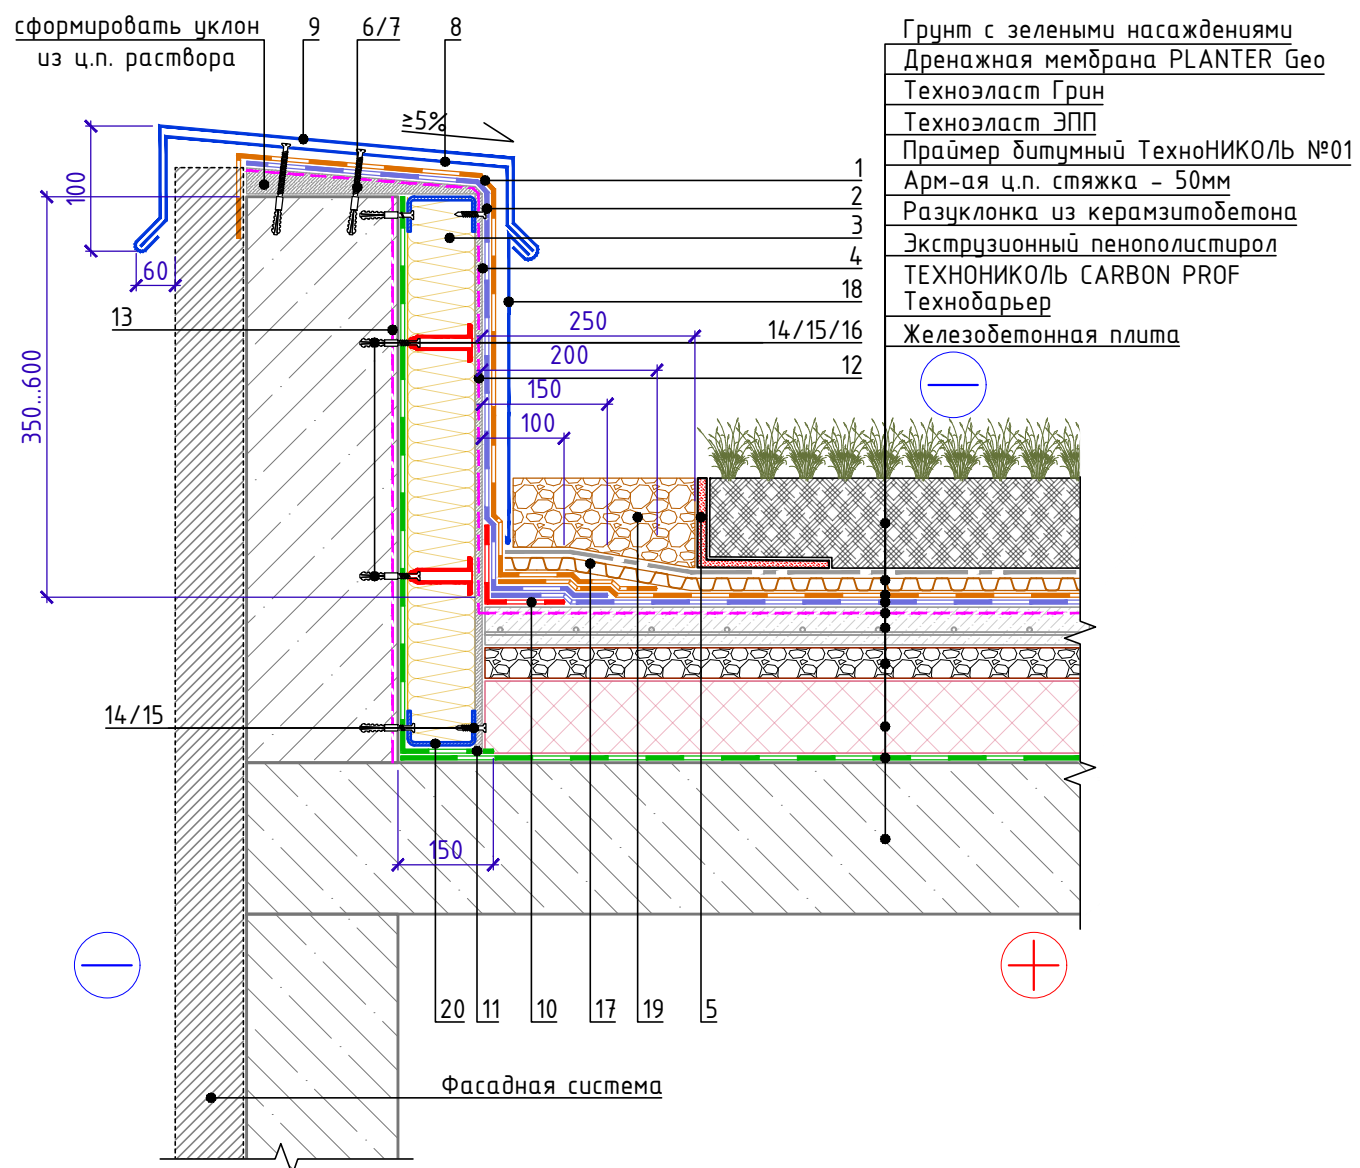 сформировать уклон
из ц.п. раствора
9
6/7
8
≥5%
100
60
350...600
13
1
2
3
4
18
14/15/16
12
250
200
150
100
14/15
150
20
11
10
17
19
5
Фасадная система
Грунт с зелеными насаждениями
Дренажная мембрана PLANTER Geo
Техноэласт Грин
Техноэласт ЭПП
Праймер битумный ТехноНИКОЛЬ №01
Арм-ая ц.п. стяжка - 50мм
Разуклонка из керамзитобетона
Экструзионный пенополистирол
ТЕХНОНИКОЛЬ CARBON PROF
Технобарьер
Железобетонная плита